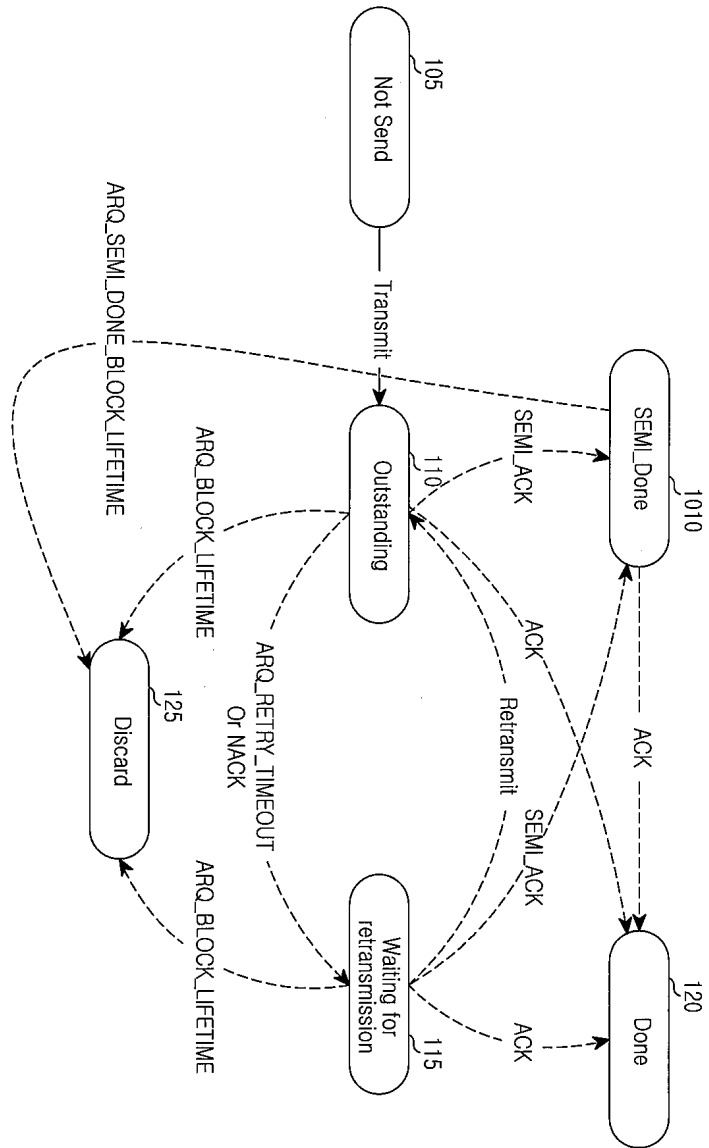 SEMI_Done
1010
ACK
120
Done
SEMI_ACK
ACK
SEMI_ACK
ACK
105
Not Send
Transmit
110
Outstanding
Retransmit
Waiting for
retransmission
115
ARQ_RETRY_TIMEOUT
Or NACK
ARQ_BLOCK_LIFETIME
ARQ_BLOCK_LIFETIME
ARQ_SEMI_DONE_BLOCK_LIFETIME
125
Discard